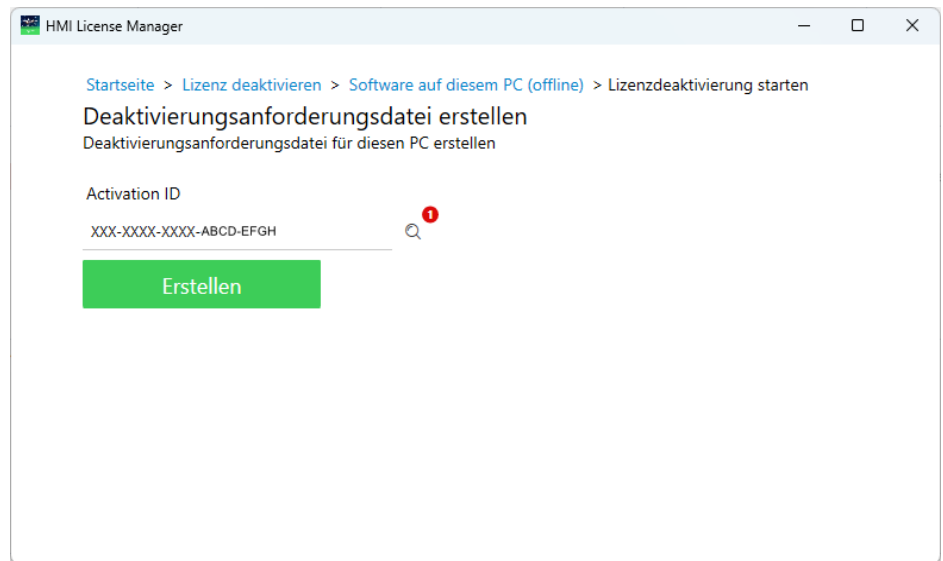 HMI License Manager
Startseite > Lizenz deaktivieren > Software auf diesem PC (offline) > Lizenzdeaktivierung starten
Deaktivierungsanforderungsdatei erstellen
Deaktivierungsanforderungsdatei für diesen PC erstellen
Activation ID
1
XXX-XXXX-XXXX-ABCD-EFGH
Erstellen